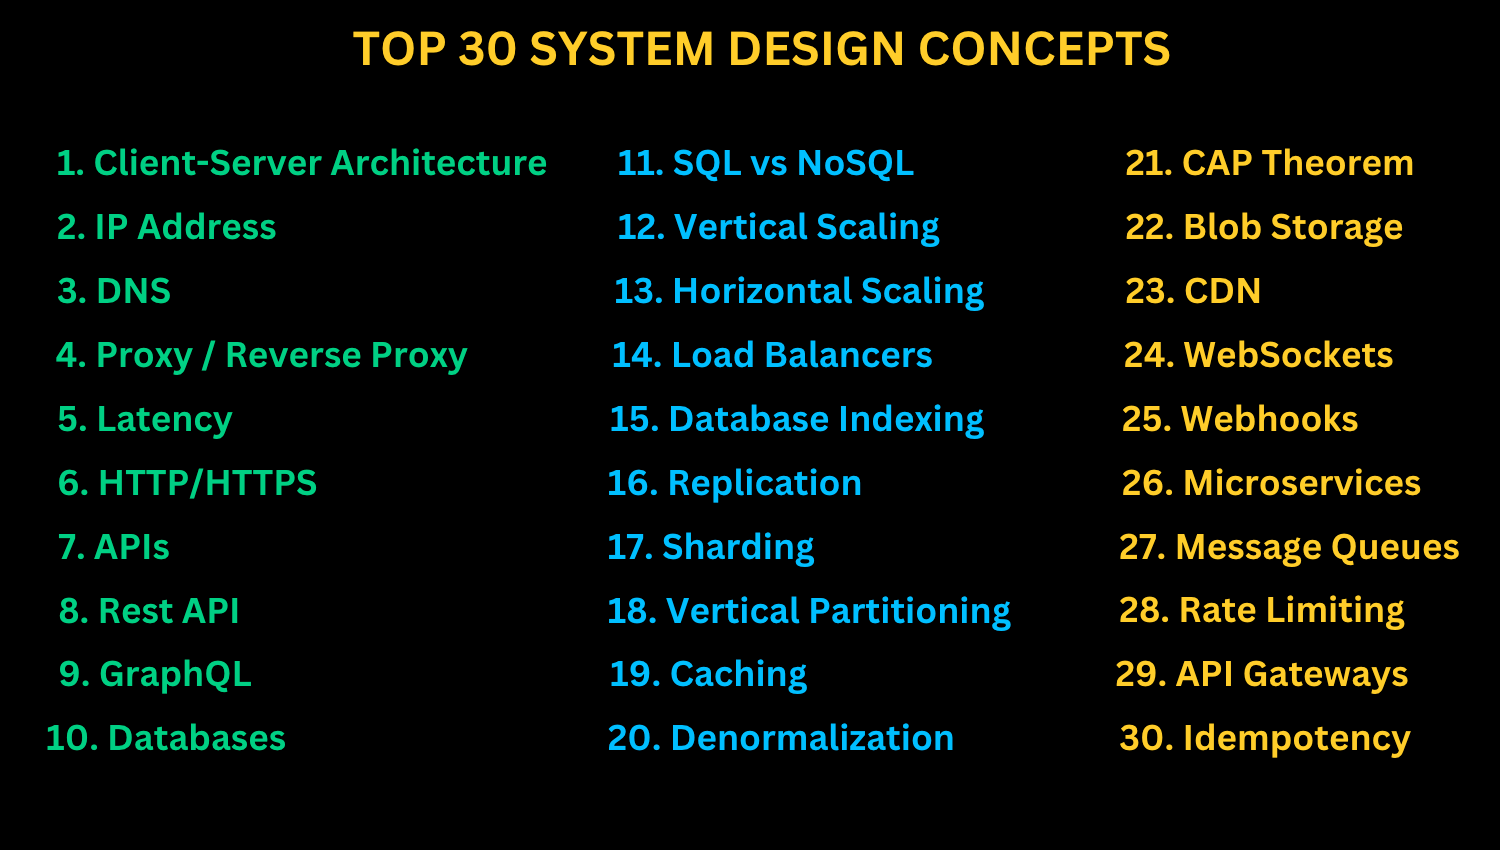 TOP 30 SYSTEM DESIGN CONCEPTS
1. Client-Server Architecture
2. IP Address
3. DNS
4. Proxy / Reverse Proxy
5. Latency
6. HTTP/HTTPS
7. APIs
8. Rest API
9. GraphQL
10. Databases
11. SQL vs NoSQL
12. Vertical Scaling
13. Horizontal Scaling
14. Load Balancers
15. Database Indexing
16. Replication
17. Sharding
18. Vertical Partitioning
19. Caching
20. Denormalization
21. CAP Theorem
22. Blob Storage
23. CDN
24. WebSockets
25. Webhooks
26. Microservices
27. Message Queues
28. Rate Limiting
29. API Gateways
30. Idempotency